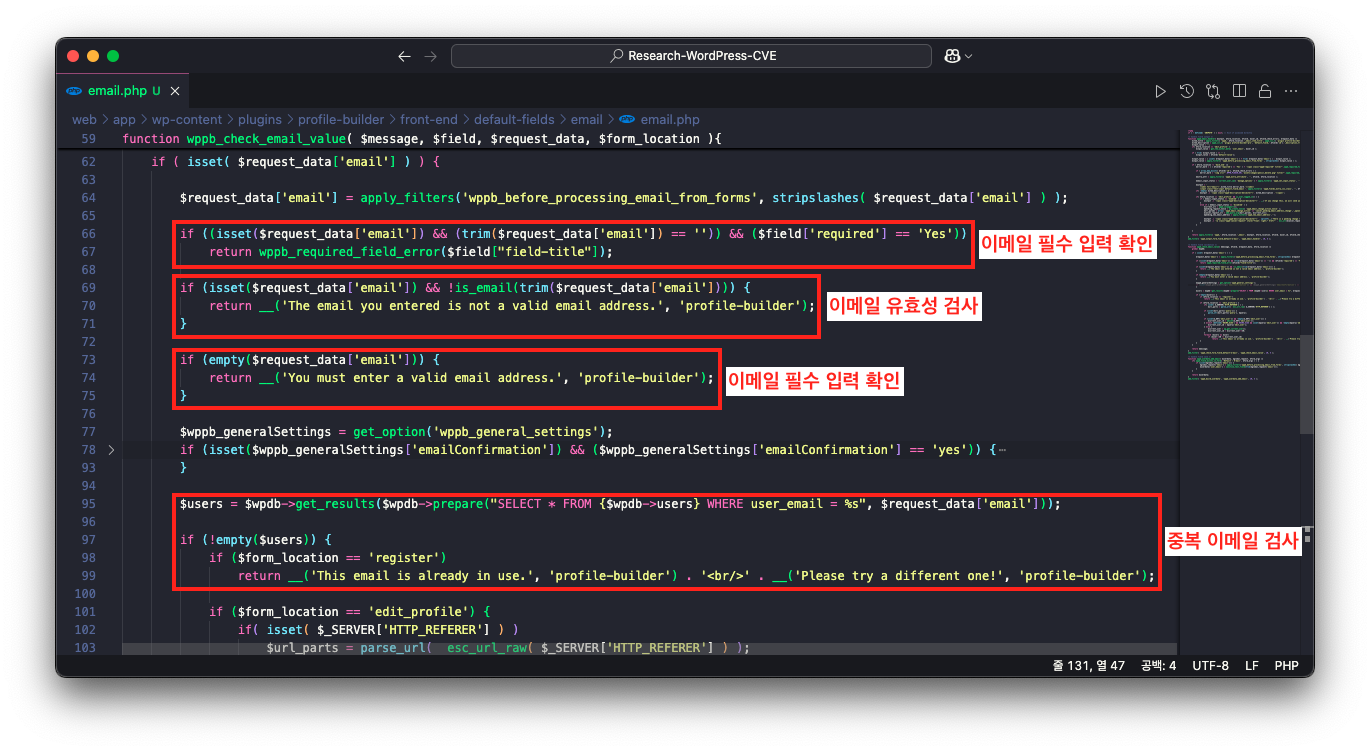 Research-WordPress-CVE
email.php U
web > app > wp-content > plugins > profile-builder > front-end > default-fields > email > email.php
59 function wppb_check_email_value( $message, $field, $request_data, $form_location ){
62 if ( isset( $request_data['email'] ) ) {
63
64 $request_data['email'] = apply_filters('wppb_before_processing_email_from_forms', stripslashes( $request_data['email'] ) );
65
66 if ((isset($request_data['email']) && (trim($request_data['email']) == '')) && ($field['required'] == 'Yes'))
이메일 필수 입력 확인
67 return wppb_required_field_error($field["field-title"]);
68
69 if (isset($request_data['email']) && !is_email(trim($request_data['email']))) {
70 return __('The email you entered is not a valid email address.', 'profile-builder');
이메일 유효성 검사
71 }
72
73 if (empty($request_data['email'])) {
74 return __('You must enter a valid email address.', 'profile-builder');
이메일 필수 입력 확인
75 }
76
77 $wppb_generalSettings = get_option('wppb_general_settings');
78 if (isset($wppb_generalSettings['emailConfirmation']) && ($wppb_generalSettings['emailConfirmation'] == 'yes')) {⋯
93 }
94
95 $users = $wpdb->get_results($wpdb->prepare("SELECT * FROM {$wpdb->users} WHERE user_email = %s", $request_data['email']));
96
97 if (!empty($users)) {
중복 이메일 검사
98 if ($form_location == 'register')
99 return __('This email is already in use.', 'profile-builder') . '<br/>' . __('Please try a different one!', 'profile-builder');
100
101 if ($form_location == 'edit_profile') {
102 if( isset( $_SERVER['HTTP_REFERER'] ) )
103 $url_parts = parse_url( esc_url_raw( $_SERVER['HTTP_REFERER'] ) );
줄 131, 열 47 공백: 4 UTF-8 LF PHP